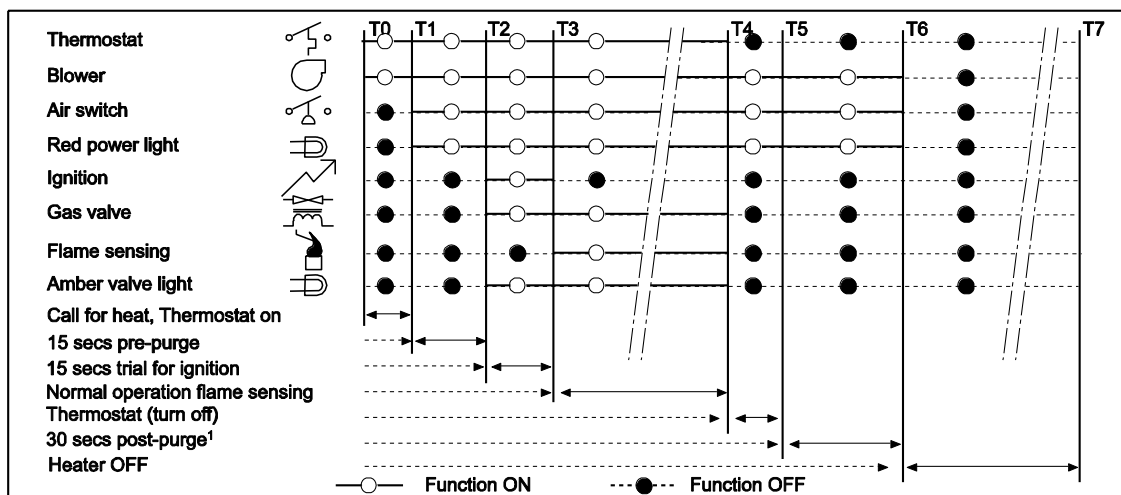 T0 T1 T2 T3 T4 T5 T6 T7
Thermostat
Blower
Air switch
Red power light
Ignition
Gas valve
Flame sensing
Amber valve light
Call for heat, Thermostat on
15 secs pre-purge
15 secs trial for ignition
Normal operation flame sensing
Thermostat (turn off)
30 secs post-purge¹
Heater OFF
Function ON Function OFF